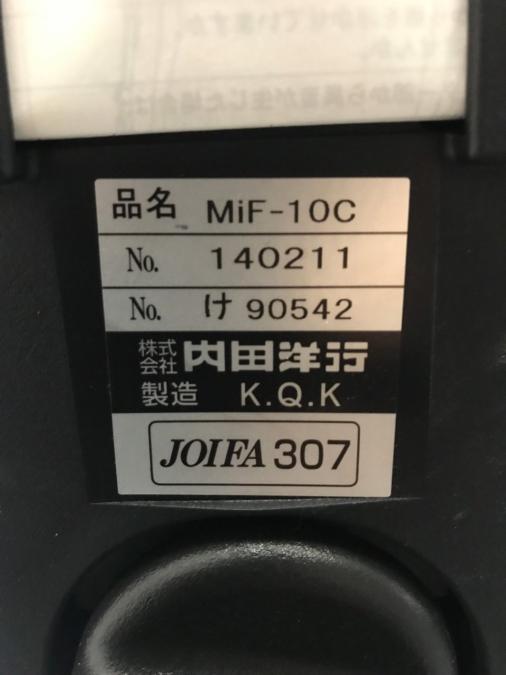 品名 MiF-10C
No. 140211
No. け 90542
株式会社 内田洋行
製造 K.Q.K
JOIFA 307